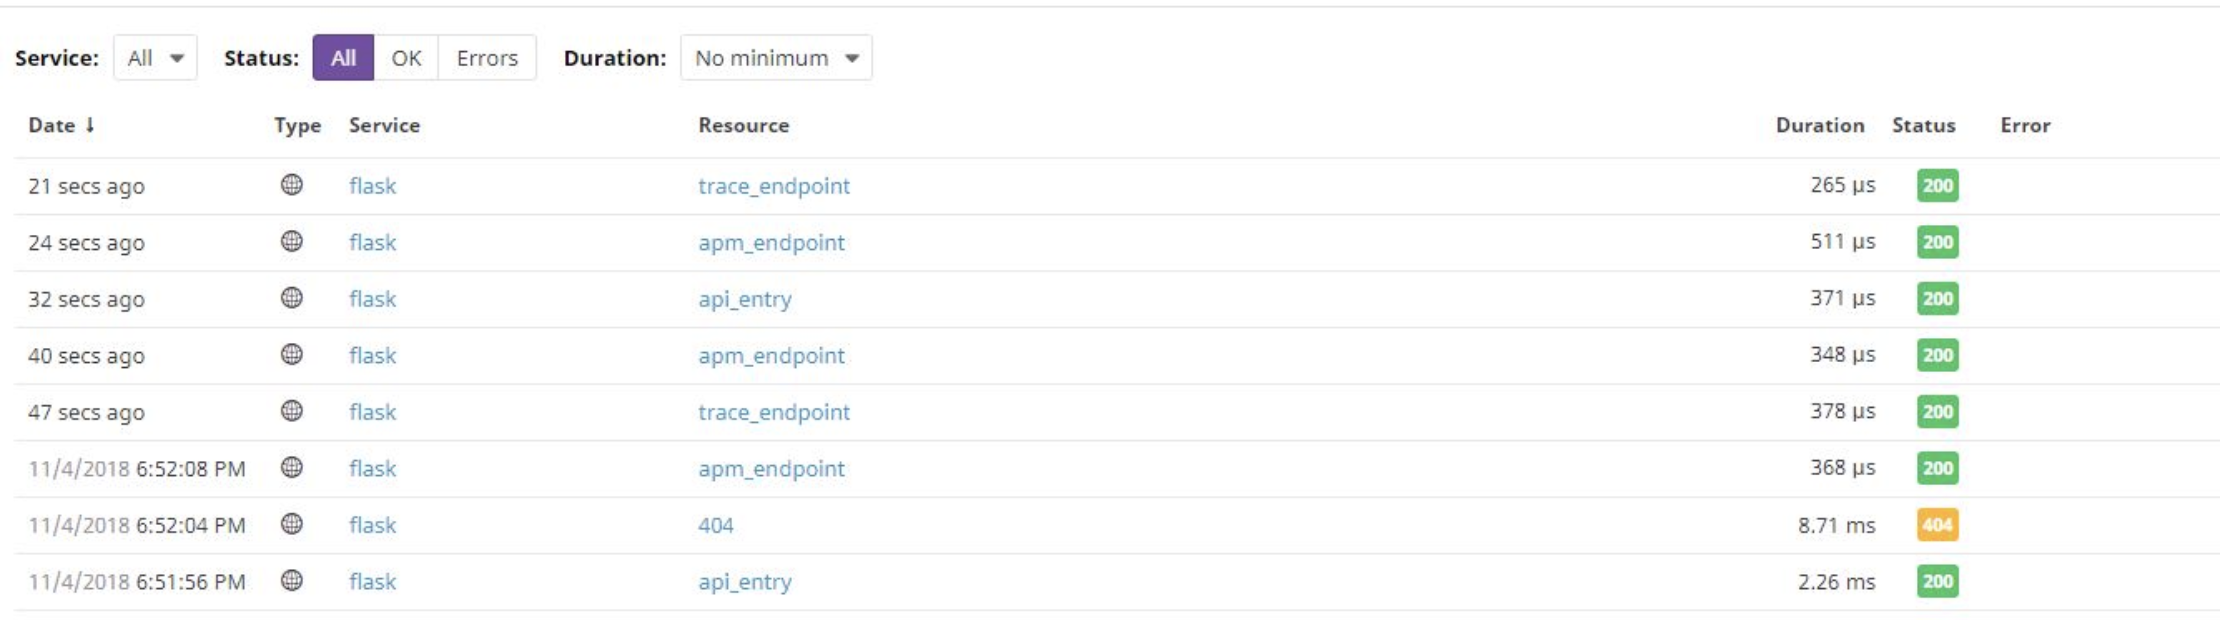 Service: All Status: All OK Errors Duration: No minimum
Date ↓ Type Service Resource Duration Status Error
21 secs ago flask trace_endpoint 265 µs 200
24 secs ago flask apm_endpoint 511 µs 200
32 secs ago flask api_entry 371 µs 200
40 secs ago flask apm_endpoint 348 µs 200
47 secs ago flask trace_endpoint 378 µs 200
11/4/2018 6:52:08 PM flask apm_endpoint 368 µs 200
11/4/2018 6:52:04 PM flask 404 8.71 ms 404
11/4/2018 6:51:56 PM flask api_entry 2.26 ms 200